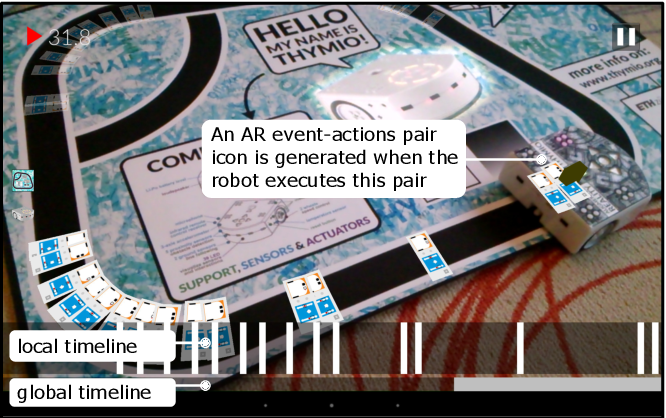 31.8
HELLO
MY NAME IS
THYMIO!
more info on:
www.thymio.org
ETH
An AR event-actions pair
icon is generated when the
robot executes this pair
COM
SUPPORT, SENSORS & ACTUATORS
local timeline
global timeline